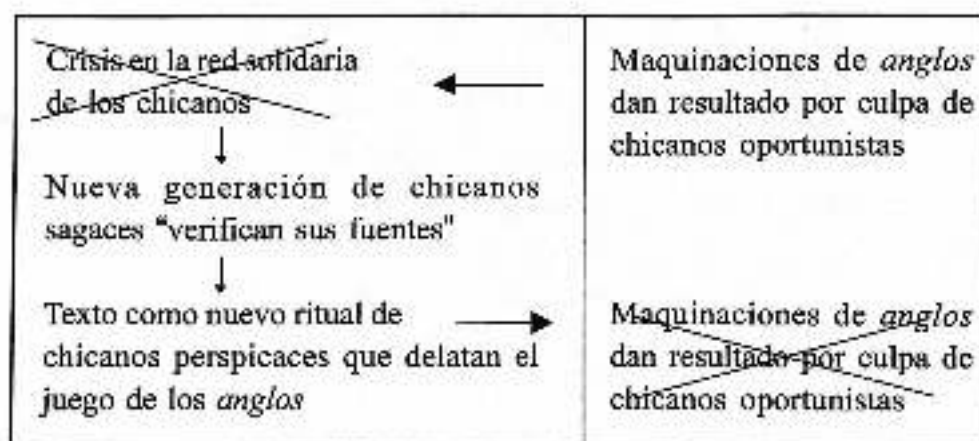 Crisis en la red solidaria
de los chicanos
Nueva generación de chicanos
sagaces "verifican sus fuentes"
Texto como nuevo ritual de
chicanos perspicaces que delatan el
juego de los anglos
Maquinaciones de anglos
dan resultado por culpa de
chicanos oportunistas
Maquinaciones de anglos
dan resultado por culpa de
chicanos oportunistas